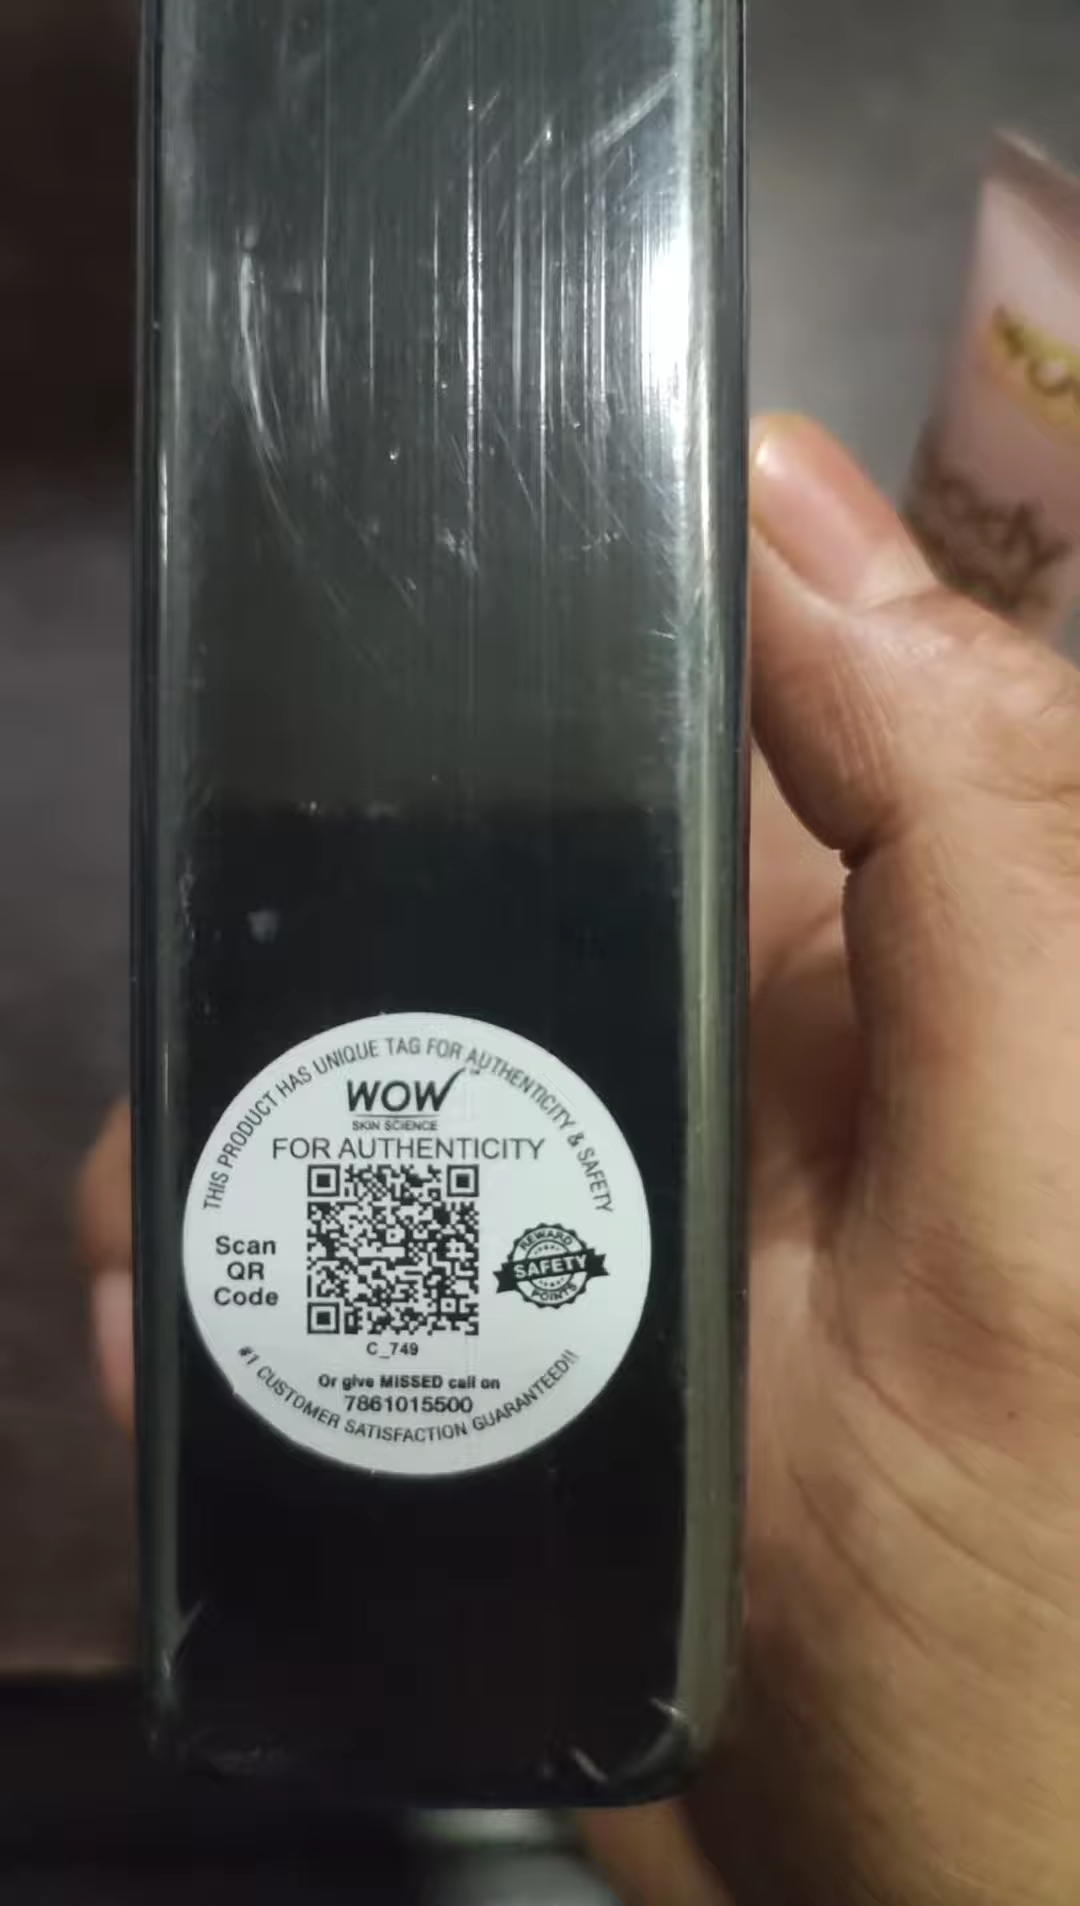 THIS PRODUCT HAS UNIQUE TAG FOR AUTHENTICITY & SAFETY
WOW™
SKIN SCIENCE
FOR AUTHENTICITY
Scan
QR
Code
REWARD
SAFETY
POINTS
C_749
Or give MISSED call on
7861015500
#1 CUSTOMER SATISFACTION GUARANTEED!!